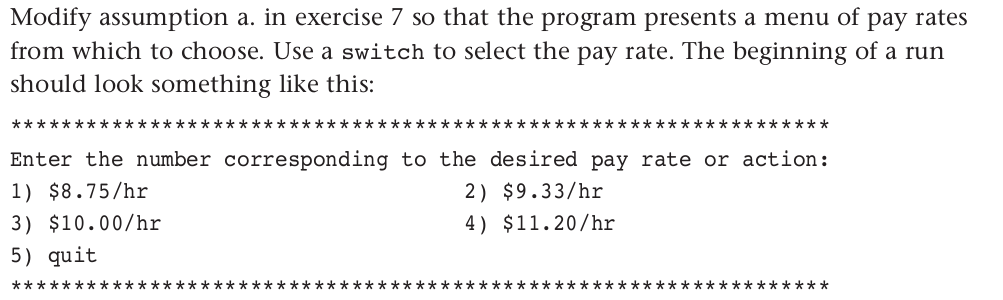 Modify assumption a. in exercise 7 so that the program presents a menu of pay rates
from which to choose. Use a switch to select the pay rate. The beginning of a run
should look something like this:
*****************************************************************
Enter the number corresponding to the desired pay rate or action:
1) $8.75/hr                         2) $9.33/hr
3) $10.00/hr                        4) $11.20/hr
5) quit
*****************************************************************